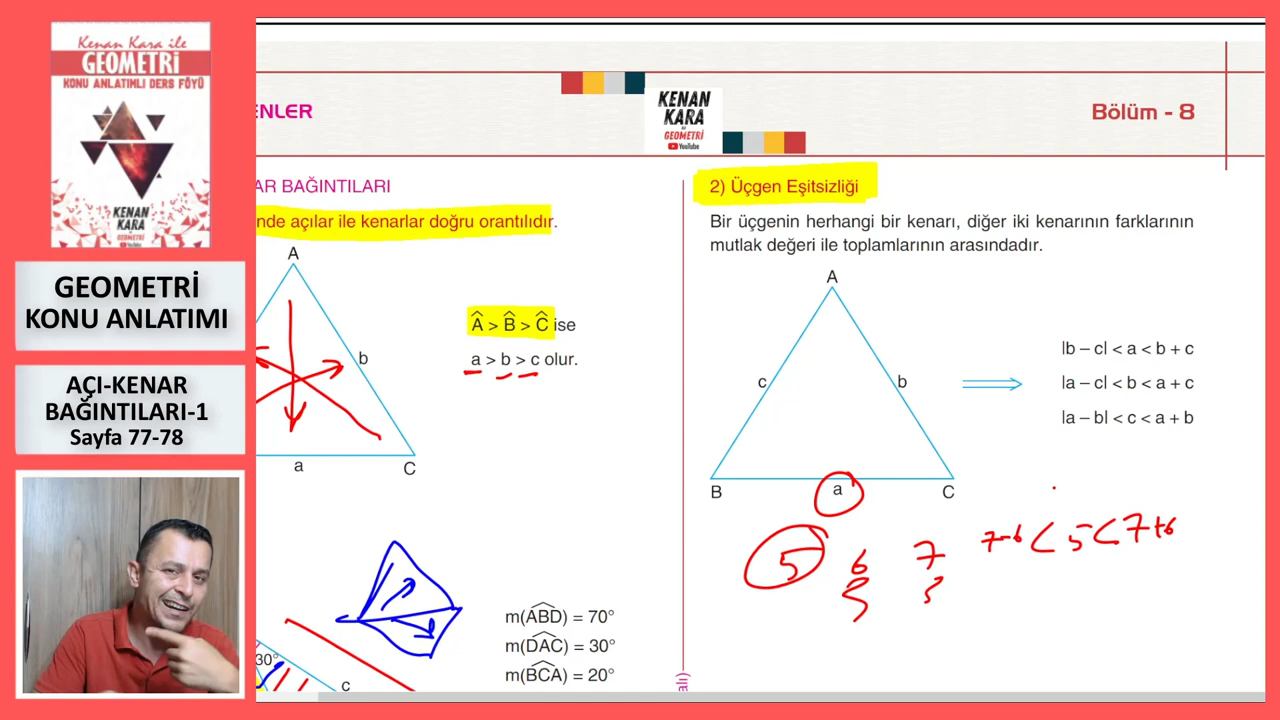 Kenan Kara ile
GEOMETRİ
KONU ANLATIMLI DERS FÖYÜ
KENAN
KARA
GEOMETRİ
YouTube
GEOMETRİ
KONU ANLATIMI
AÇI-KENAR
BAĞINTILARI-1
Sayfa 77-78
ENLER
KENAN
KARA
ile
GEOMETRİ
YouTube
Bölüm - 8
AR BAĞINTILARI
nde açılar ile kenarlar doğru orantılıdır.
A
b
a
C
Â > B̂ > Ĉ ise
a > b > c olur.
30°
c
m(ABD) = 70°
m(DAC) = 30°
m(BCA) = 20°
2) Üçgen Eşitsizliği
Bir üçgenin herhangi bir kenarı, diğer iki kenarının farklarının
mutlak değeri ile toplamlarının arasındadır.
A
c
b
B
a
C
|b – c| < a < b + c
|a – c| < b < a + c
|a – b| < c < a + b
5 6 7
7-6 < 5 < 7+6